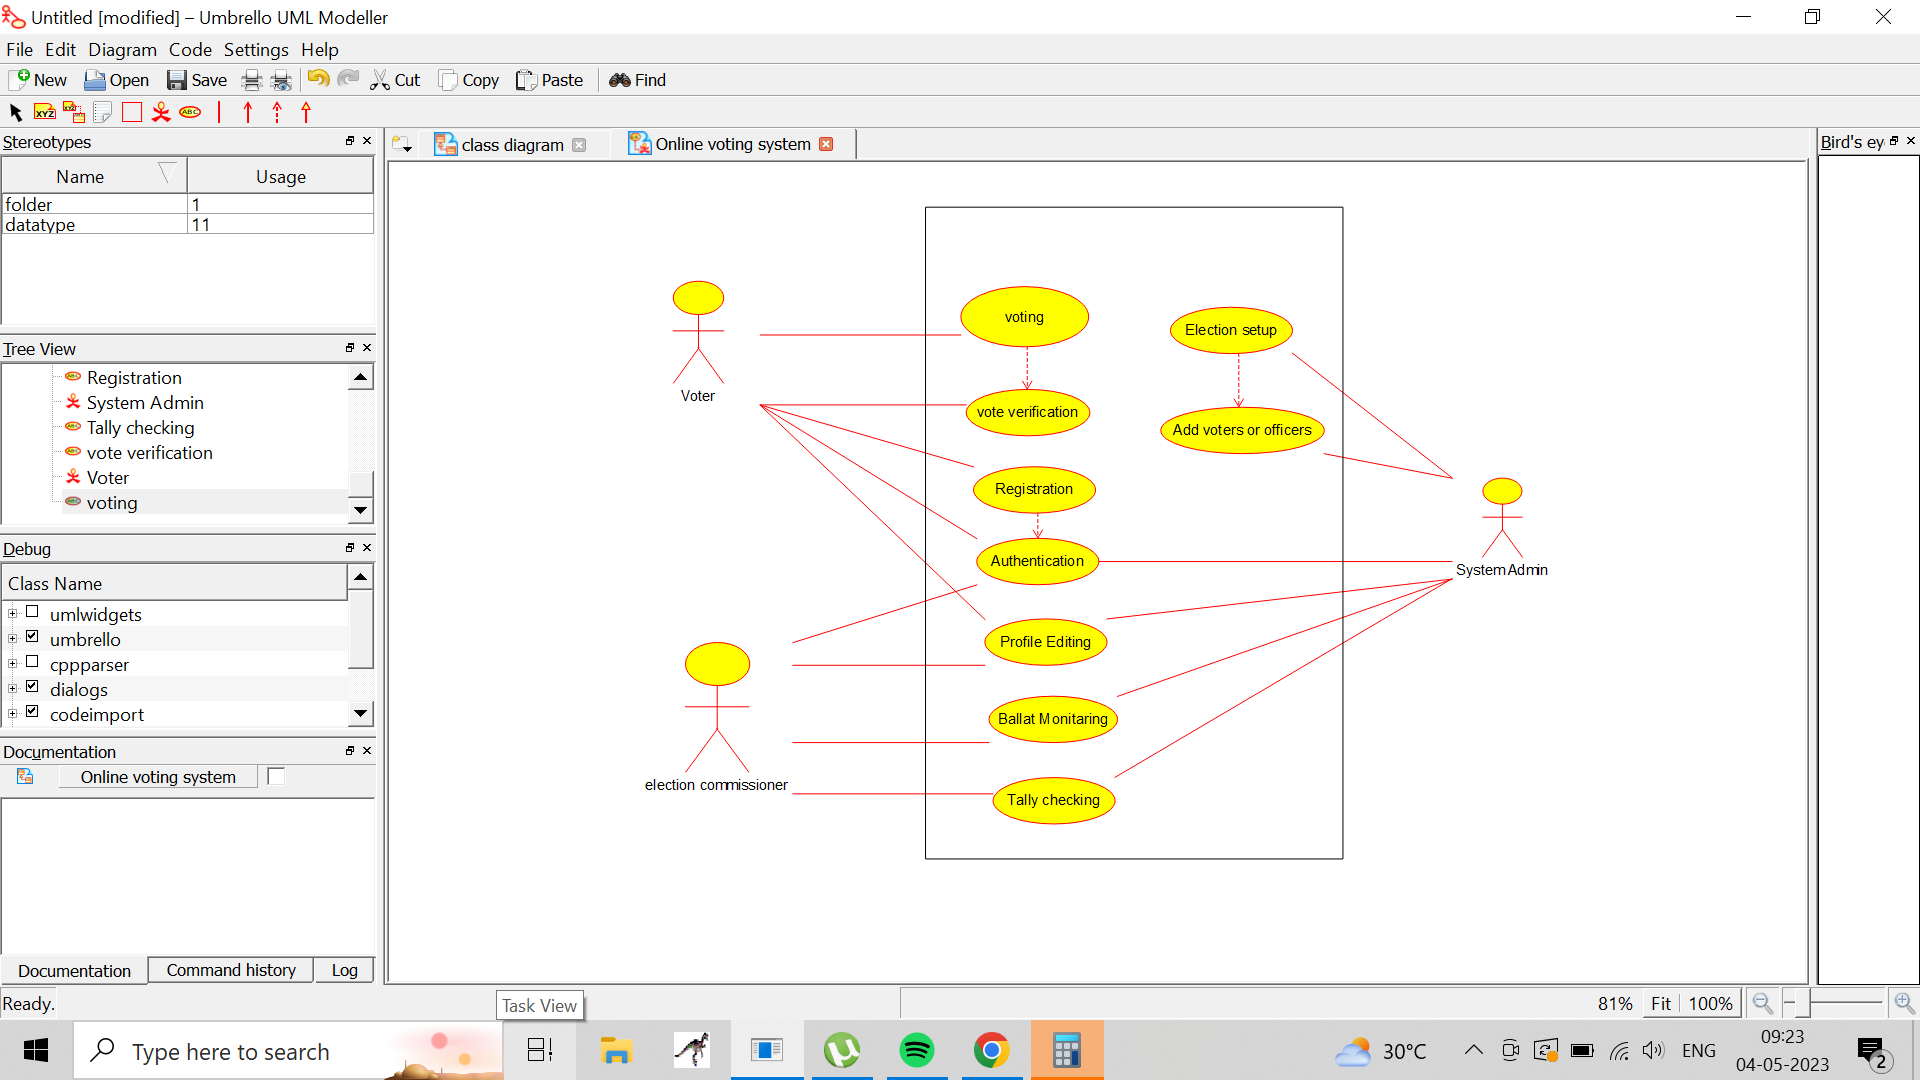 Untitled [modified] – Umbrello UML Modeller
File Edit Diagram Code Settings Help
New Open Save Cut Copy Paste Find
XYZ XYZ ABC
Stereotypes
Name Usage
folder 1
datatype 11
Tree View
Registration
System Admin
Tally checking
vote verification
Voter
voting
Debug
Class Name
umlwidgets
umbrello
cppparser
dialogs
codeimport
Documentation
Online voting system
Documentation Command history Log
Ready.
class diagram Online voting system
Bird's ey
Voter
voting
Election setup
vote verification
Add voters or officers
Registration
Authentication
System Admin
Profile Editing
Ballat Monitaring
election commissioner
Tally checking
Task View
81% Fit 100%
Type here to search
30°C
ENG
09:23
04-05-2023
2